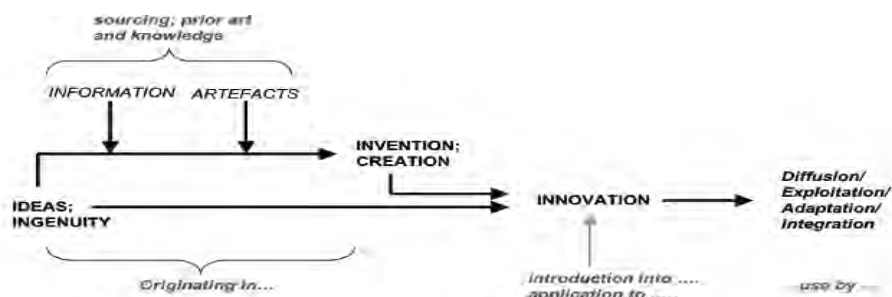 sourcing; prior art
and knowledge
INFORMATION ARTEFACTS
INVENTION;
CREATION
IDEAS;
INGENUITY
INNOVATION
Diffusion/
Exploitation/
Adaptation/
Integration
Originating in...
introduction into ....
application to .....
use by ...